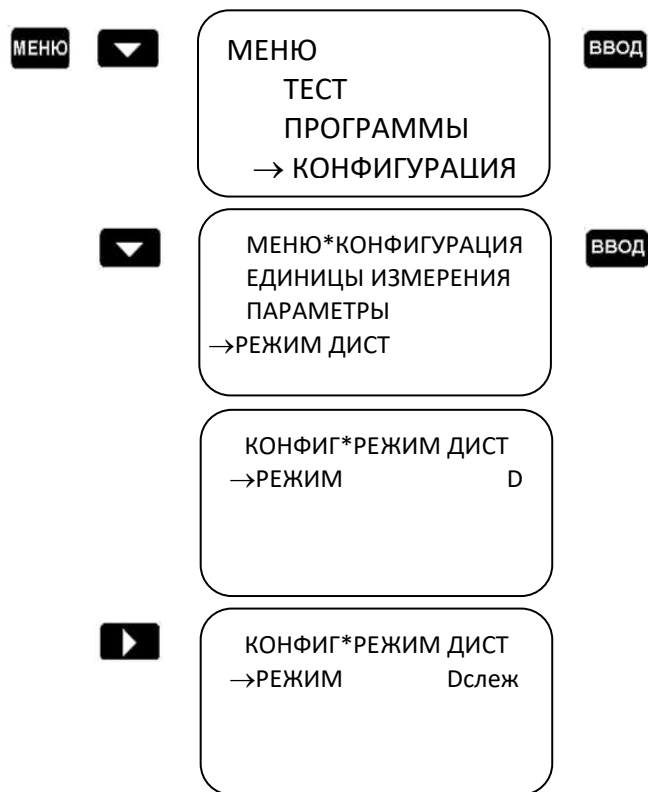 МЕНЮ
МЕНЮ
ВВОД
ТЕСТ
ПРОГРАММЫ
→ КОНФИГУРАЦИЯ
МЕНЮ*КОНФИГУРАЦИЯ
ВВОД
ЕДИНИЦЫ ИЗМЕРЕНИЯ
ПАРАМЕТРЫ
→РЕЖИМ ДИСТ
КОНФИГ*РЕЖИМ ДИСТ
→РЕЖИМ D
КОНФИГ*РЕЖИМ ДИСТ
→РЕЖИМ Dслеж